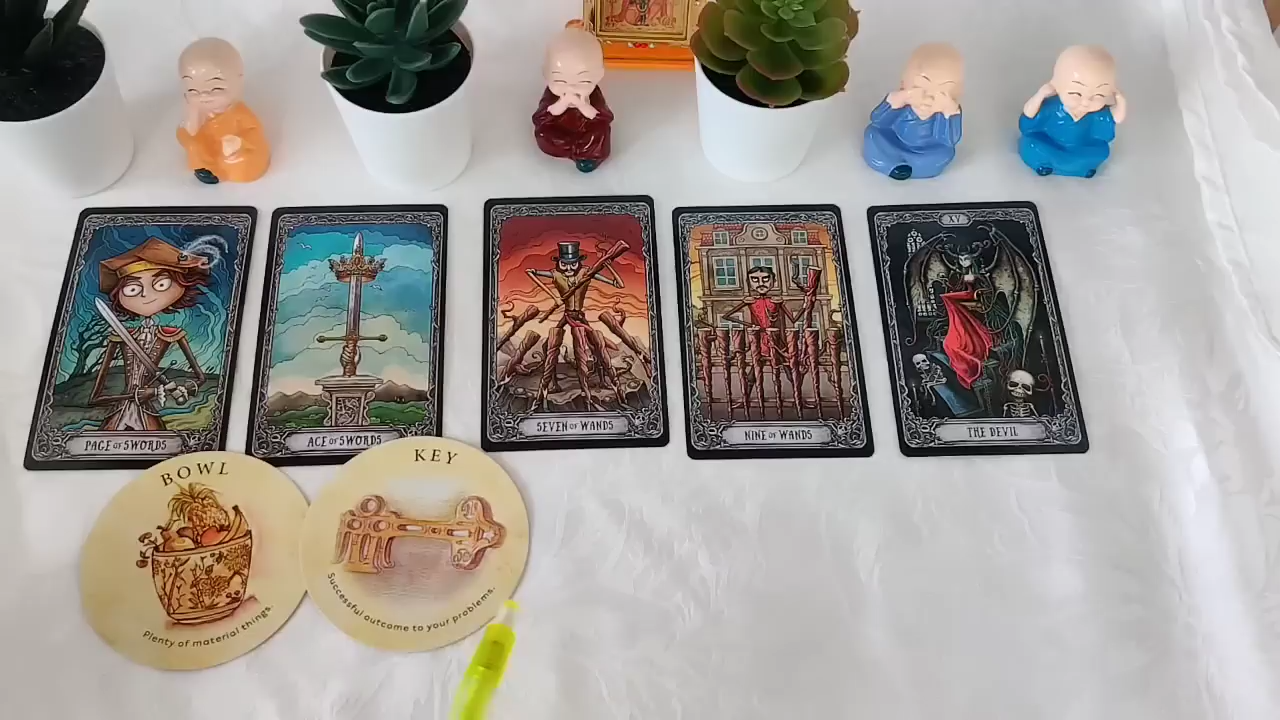 XV
PAGE OF SWORDS
ACE OF SWORDS
SEVEN OF WANDS
NINE OF WANDS
THE DEVIL
BOWL
Plenty of material things.
KEY
Successful outcome to your problems.